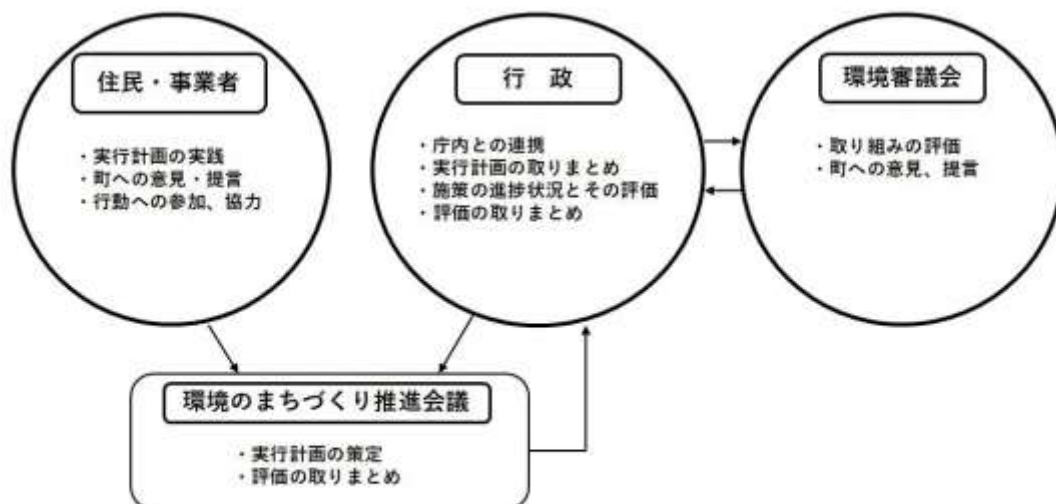 住民・事業者
・実行計画の実践
・町への意見・提言
・行動への参加、協力
行　政
・庁内との連携
・実行計画の取りまとめ
・施策の進捗状況とその評価
・評価の取りまとめ
環境審議会
・取り組みの評価
・町への意見、提言
環境のまちづくり推進会議
・実行計画の策定
・評価の取りまとめ